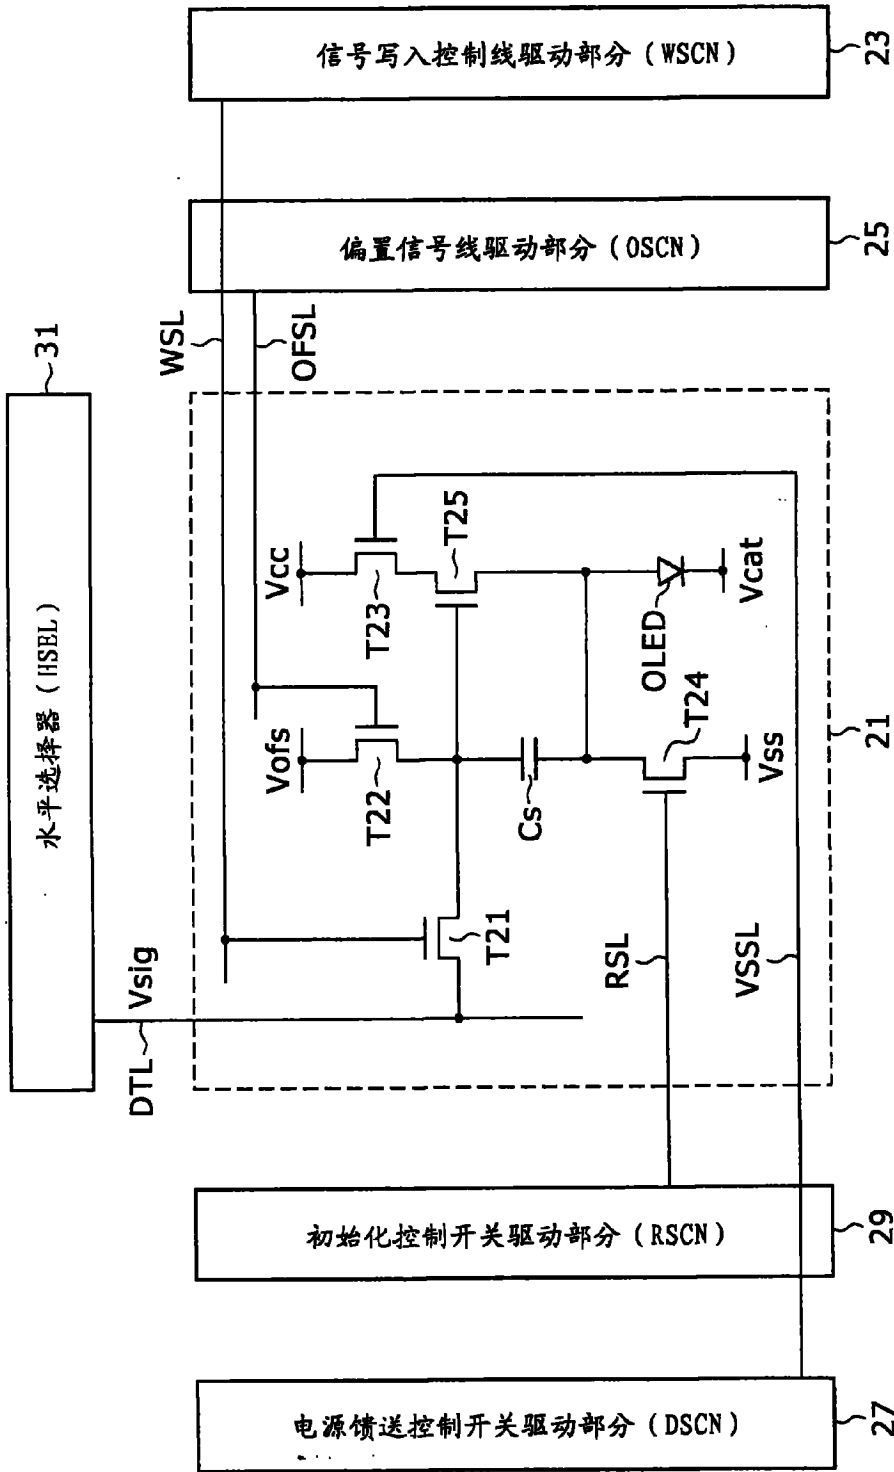 信号写入控制线驱动部分(WSCN)
23
偏置信号线驱动部分(OSCN)
25
31
水平选择器(HSEL)
WSL
OFSL
Vcc
T23
T25
Vofs
T22
OLED
Vcat
T24
Cs
Vss
21
Vsig
DTL
T21
RSL
VSSL
初始化控制开关驱动部分(RSCN)
29
电源馈送控制开关驱动部分(DSCN)
27